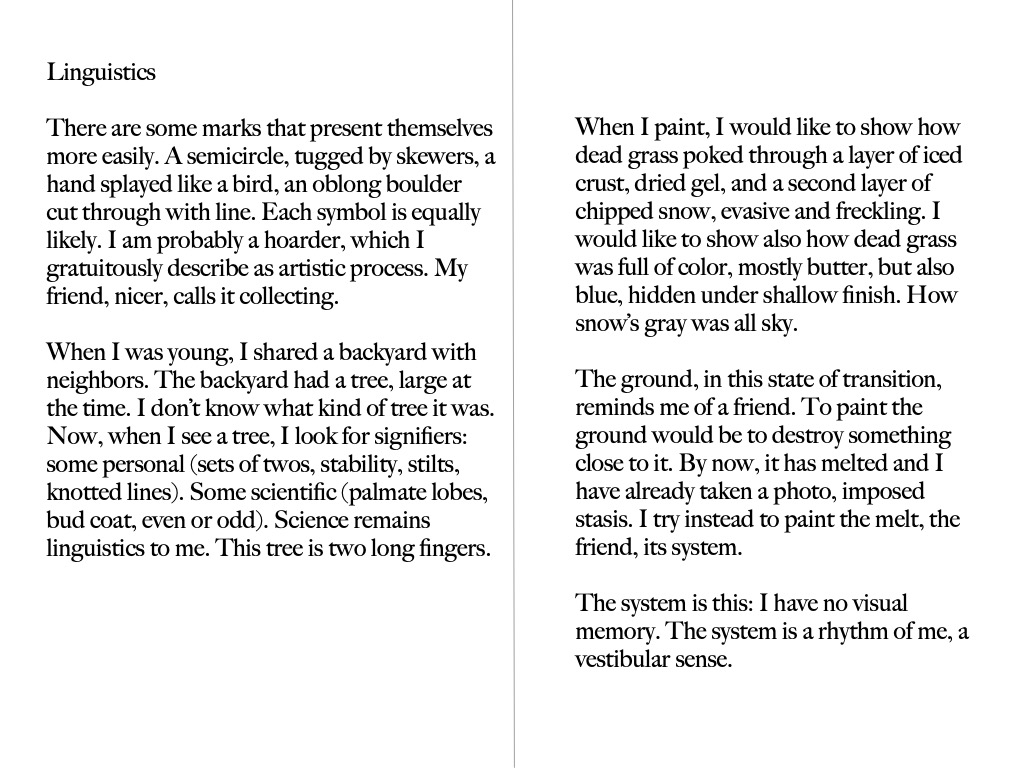 Linguistics
There are some marks that present themselves
more easily. A semicircle, tugged by skewers, a
hand splayed like a bird, an oblong boulder
cut through with line. Each symbol is equally
likely. I am probably a hoarder, which I
gratuitously describe as artistic process. My
friend, nicer, calls it collecting.
When I was young, I shared a backyard with
neighbors. The backyard had a tree, large at
the time. I don’t know what kind of tree it was.
Now, when I see a tree, I look for signifiers:
some personal (sets of twos, stability, stilts,
knotted lines). Some scientific (palmate lobes,
bud coat, even or odd). Science remains
linguistics to me. This tree is two long fingers.
When I paint, I would like to show how
dead grass poked through a layer of iced
crust, dried gel, and a second layer of
chipped snow, evasive and freckling. I
would like to show also how dead grass
was full of color, mostly butter, but also
blue, hidden under shallow finish. How
snow’s gray was all sky.
The ground, in this state of transition,
reminds me of a friend. To paint the
ground would be to destroy something
close to it. By now, it has melted and I
have already taken a photo, imposed
stasis. I try instead to paint the melt, the
friend, its system.
The system is this: I have no visual
memory. The system is a rhythm of me, a
vestibular sense.